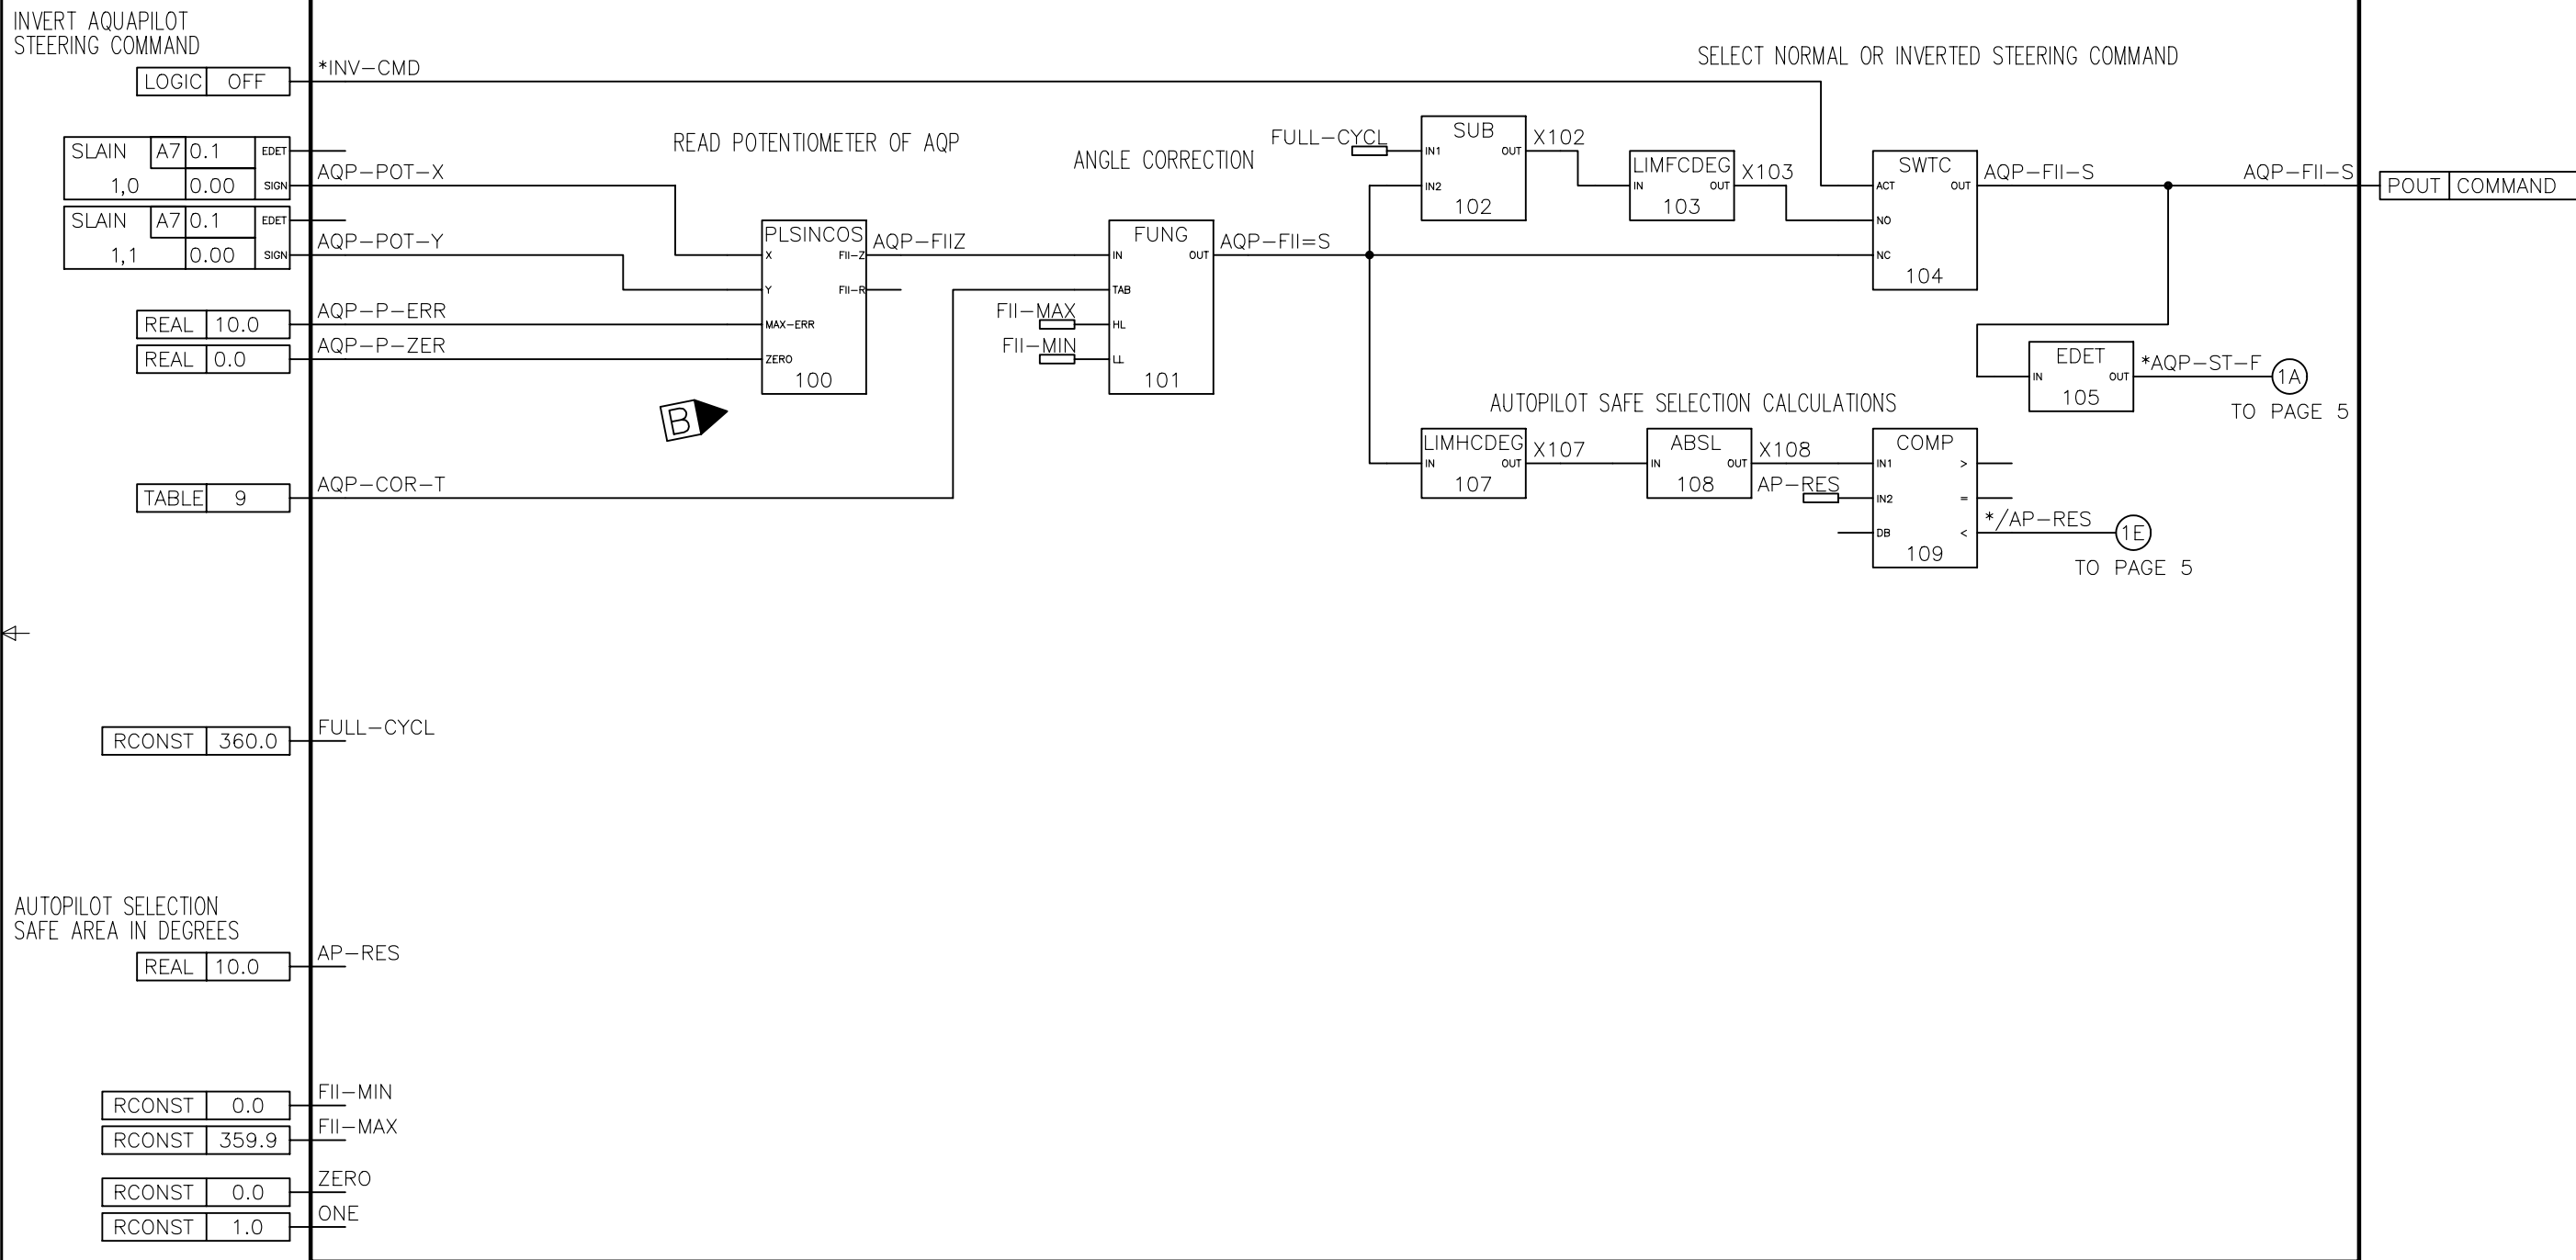 INVERT AQUAPILOT
STEERING COMMAND
LOGIC OFF
*INV-CMD
SELECT NORMAL OR INVERTED STEERING COMMAND
SLAIN A7 0.1 EDET
1,0 0.00 SIGN
AQP-POT-X
SLAIN A7 0.1 EDET
1,1 0.00 SIGN
AQP-POT-Y
REAL 10.0
AQP-P-ERR
REAL 0.0
AQP-P-ZER
READ POTENTIOMETER OF AQP
PLSINCOS
X FII-Z
Y FII-R
MAX-ERR
ZERO
100
AQP-FIIZ
B
ANGLE CORRECTION
FUNG
IN OUT
TAB
HL
LL
101
FII-MAX
FII-MIN
AQP-FII=S
FULL-CYCL
SUB
IN1 OUT
IN2
102
X102
LIMFCDEG
IN OUT
103
X103
SWTC
ACT OUT
NO
NC
104
AQP-FII-S
AQP-FII-S
POUT COMMAND
EDET
IN OUT
105
*AQP-ST-F
1A
TO PAGE 5
AUTOPILOT SAFE SELECTION CALCULATIONS
LIMHCDEG
IN OUT
107
X107
ABSL
IN OUT
108
X108
AP-RES
COMP
IN1 >
IN2 =
DB <
109
*/AP-RES
1E
TO PAGE 5
TABLE 9
AQP-COR-T
RCONST 360.0
FULL-CYCL
AUTOPILOT SELECTION
SAFE AREA IN DEGREES
REAL 10.0
AP-RES
RCONST 0.0
FII-MIN
RCONST 359.9
FII-MAX
RCONST 0.0
ZERO
RCONST 1.0
ONE